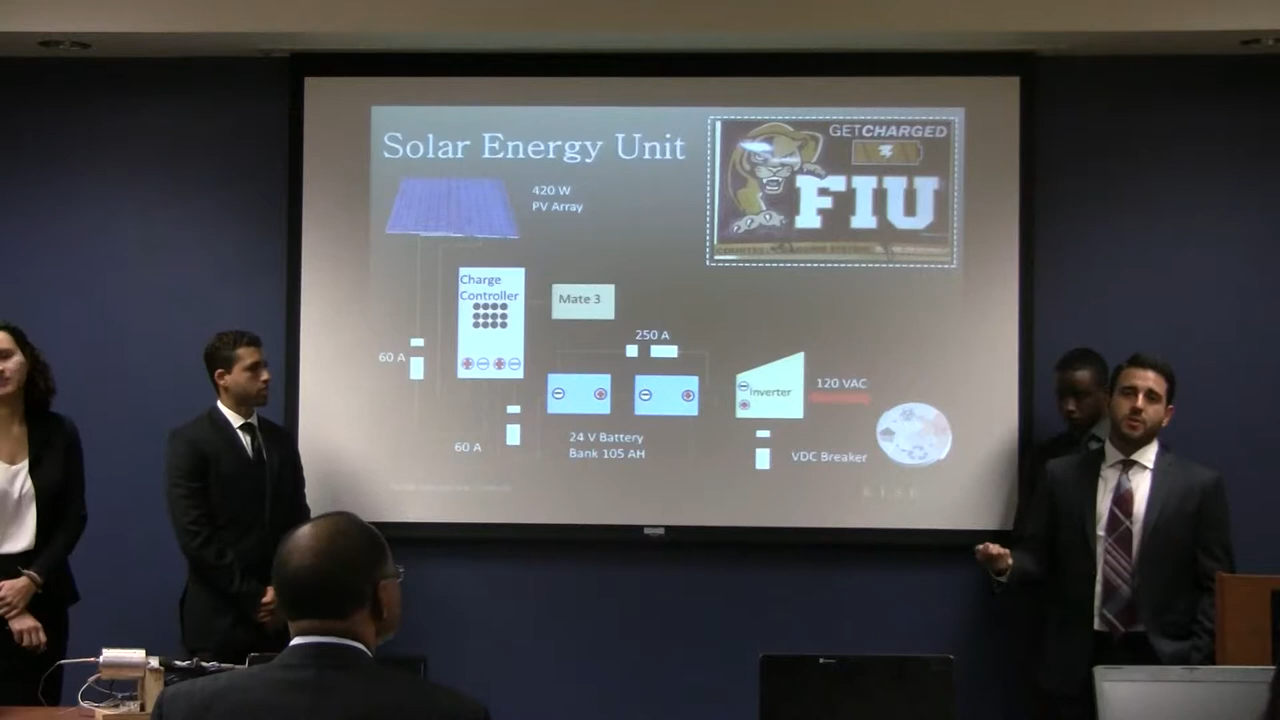 Solar Energy Unit
GETCHARGED
FIU
420 W
PV Array
Charge
Controller
Mate 3
250 A
60 A
Inverter
120 VAC
24 V Battery
Bank 105 AH
60 A
VDC Breaker